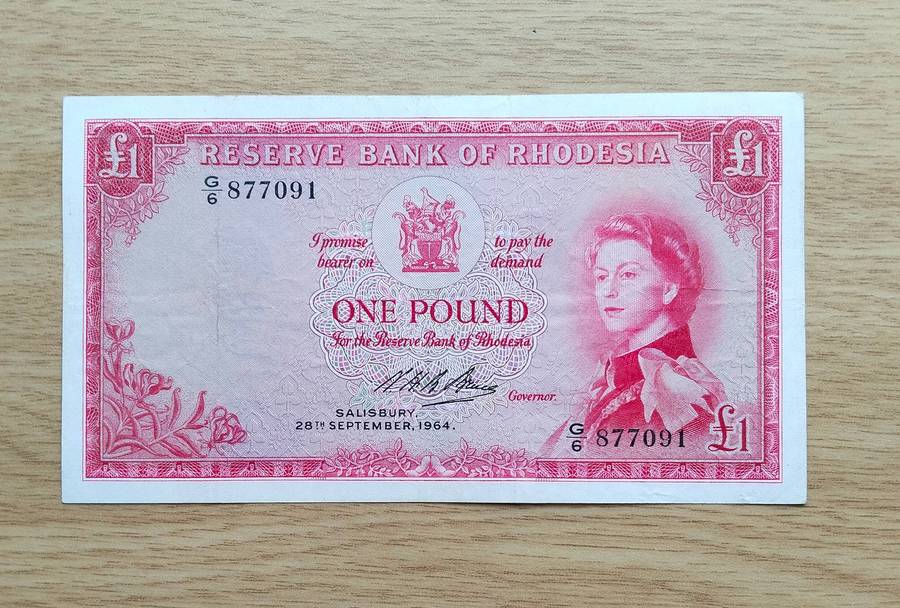 £1 £1
RESERVE BANK OF RHODESIA
G/6 877091
I promise to pay the
bearer on demand
ONE POUND
For the Reserve Bank of Rhodesia
Governor.
SALISBURY,
28TH SEPTEMBER, 1964.
G/6 877091 £1